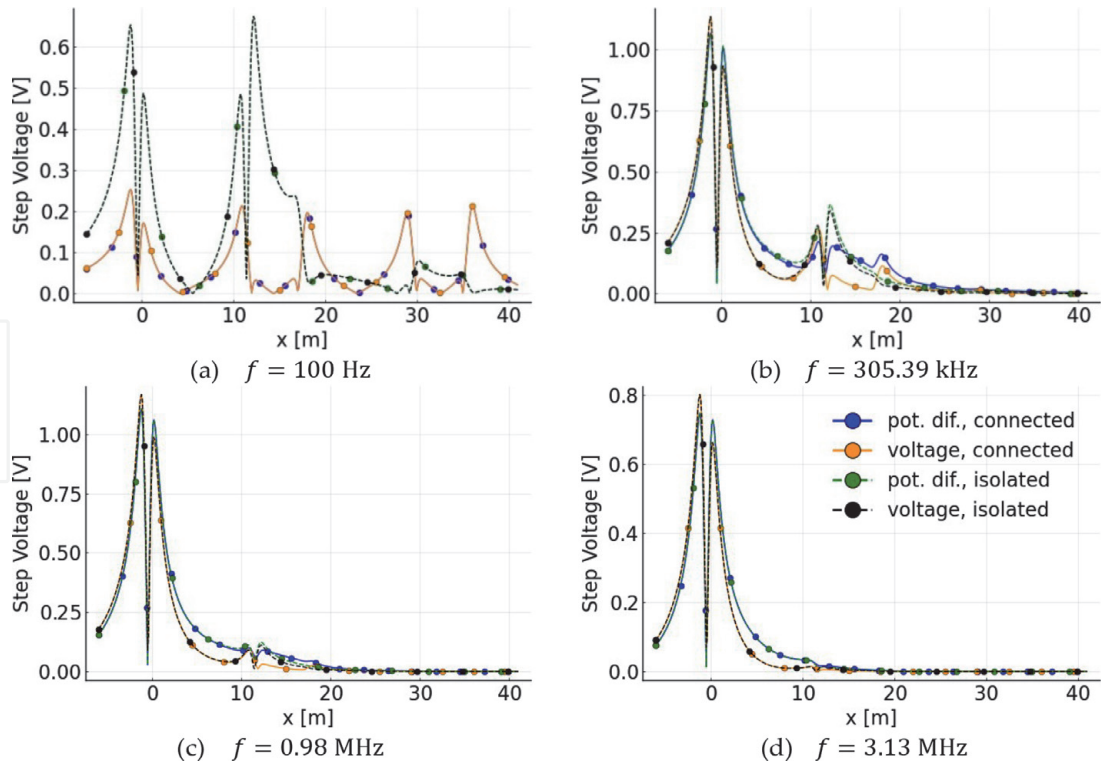 Step Voltage [V]
0.6
0.5
0.4
0.3
0.2
0.1
0.0
0
10
20
30
40
x [m]
(a) f = 100 Hz
Step Voltage [V]
1.00
0.75
0.50
0.25
0.00
0
10
20
30
40
x [m]
(b) f = 305.39 kHz
Step Voltage [V]
1.00
0.75
0.50
0.25
0.00
0
10
20
30
40
x [m]
(c) f = 0.98 MHz
Step Voltage [V]
0.8
0.6
0.4
0.2
0.0
0
10
20
30
40
x [m]
pot. dif., connected
voltage, connected
pot. dif., isolated
voltage, isolated
(d) f = 3.13 MHz